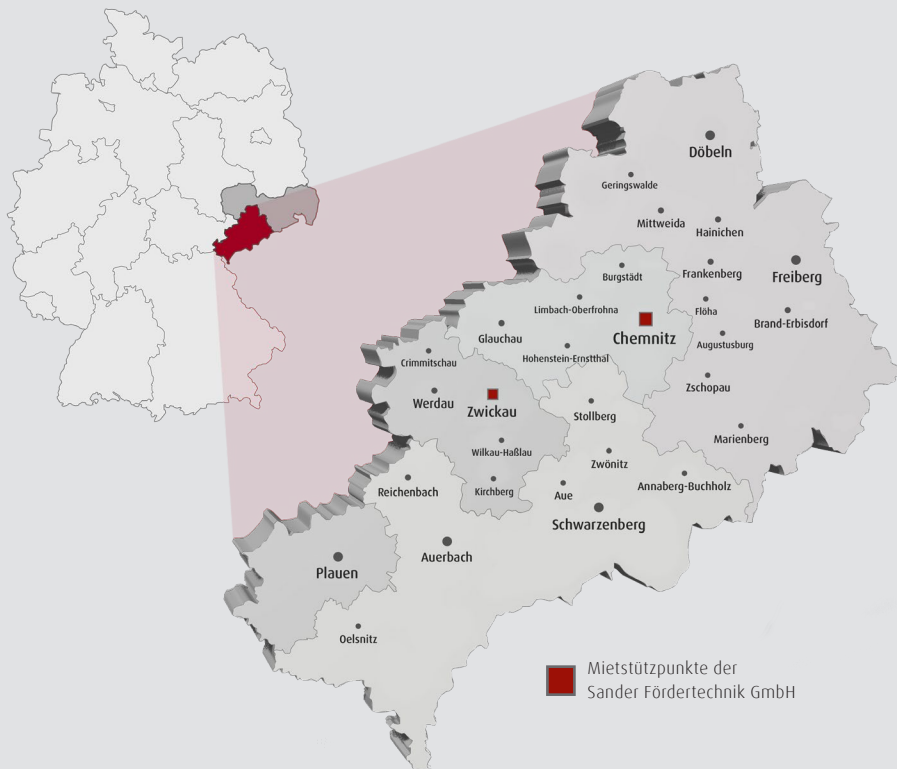 Döbeln
Geringswalde
Mittweida
Hainichen
Burgstädt
Frankenberg
Freiberg
Limbach-Oberfrohna
Flöha
Brand-Erbisdorf
Glauchau
Chemnitz
Augustusburg
Crimmitschau
Hohenstein-Ernstthal
Zschopau
Werdau
Zwickau
Stollberg
Marienberg
Wilkau-Haßlau
Zwönitz
Reichenbach
Kirchberg
Aue
Annaberg-Buchholz
Schwarzenberg
Auerbach
Plauen
Oelsnitz
Mietstützpunkte der
Sander Fördertechnik GmbH